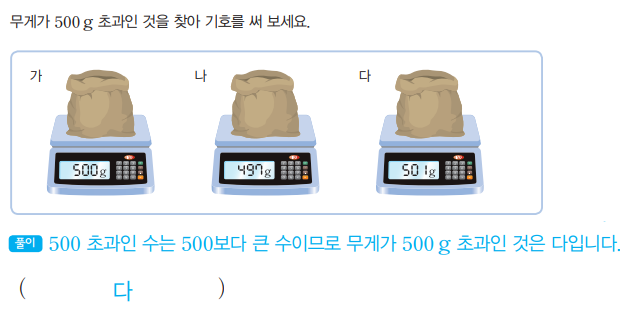 무게가 500 g 초과인 것을 찾아 기호를 써 보세요.
가 나 다
500g 497g 501g
풀이 500 초과인 수는 500보다 큰 수이므로 무게가 500 g 초과인 것은 다입니다.
( 다 )